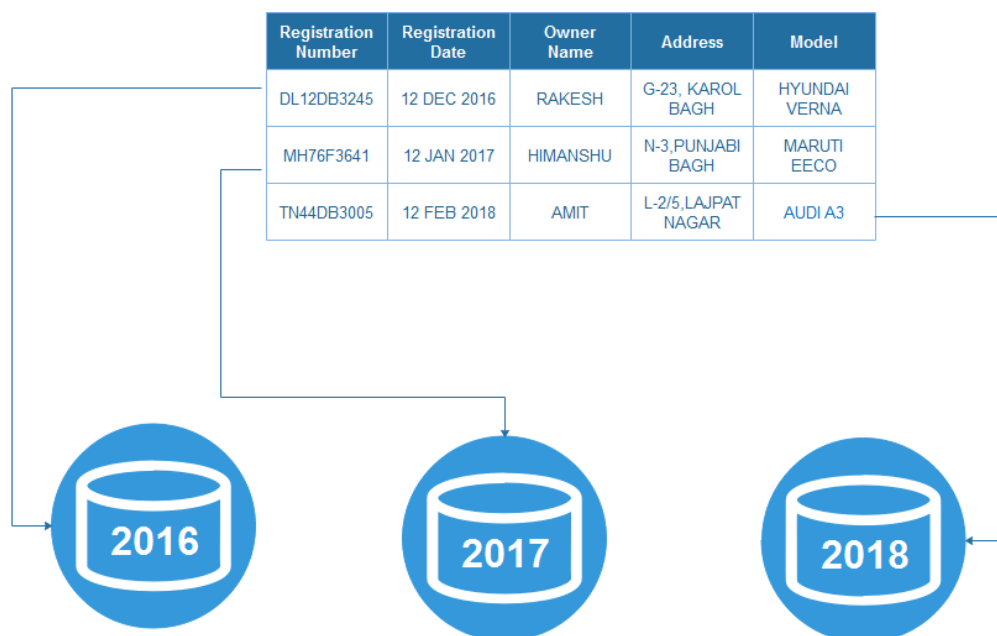 Registration Number
Registration Date
Owner Name
Address
Model
DL12DB3245
12 DEC 2016
RAKESH
G-23, KAROL BAGH
HYUNDAI VERNA
MH76F3641
12 JAN 2017
HIMANSHU
N-3,PUNJABI BAGH
MARUTI EECO
TN44DB3005
12 FEB 2018
AMIT
L-2/5,LAJPAT NAGAR
AUDI A3
2016
2017
2018